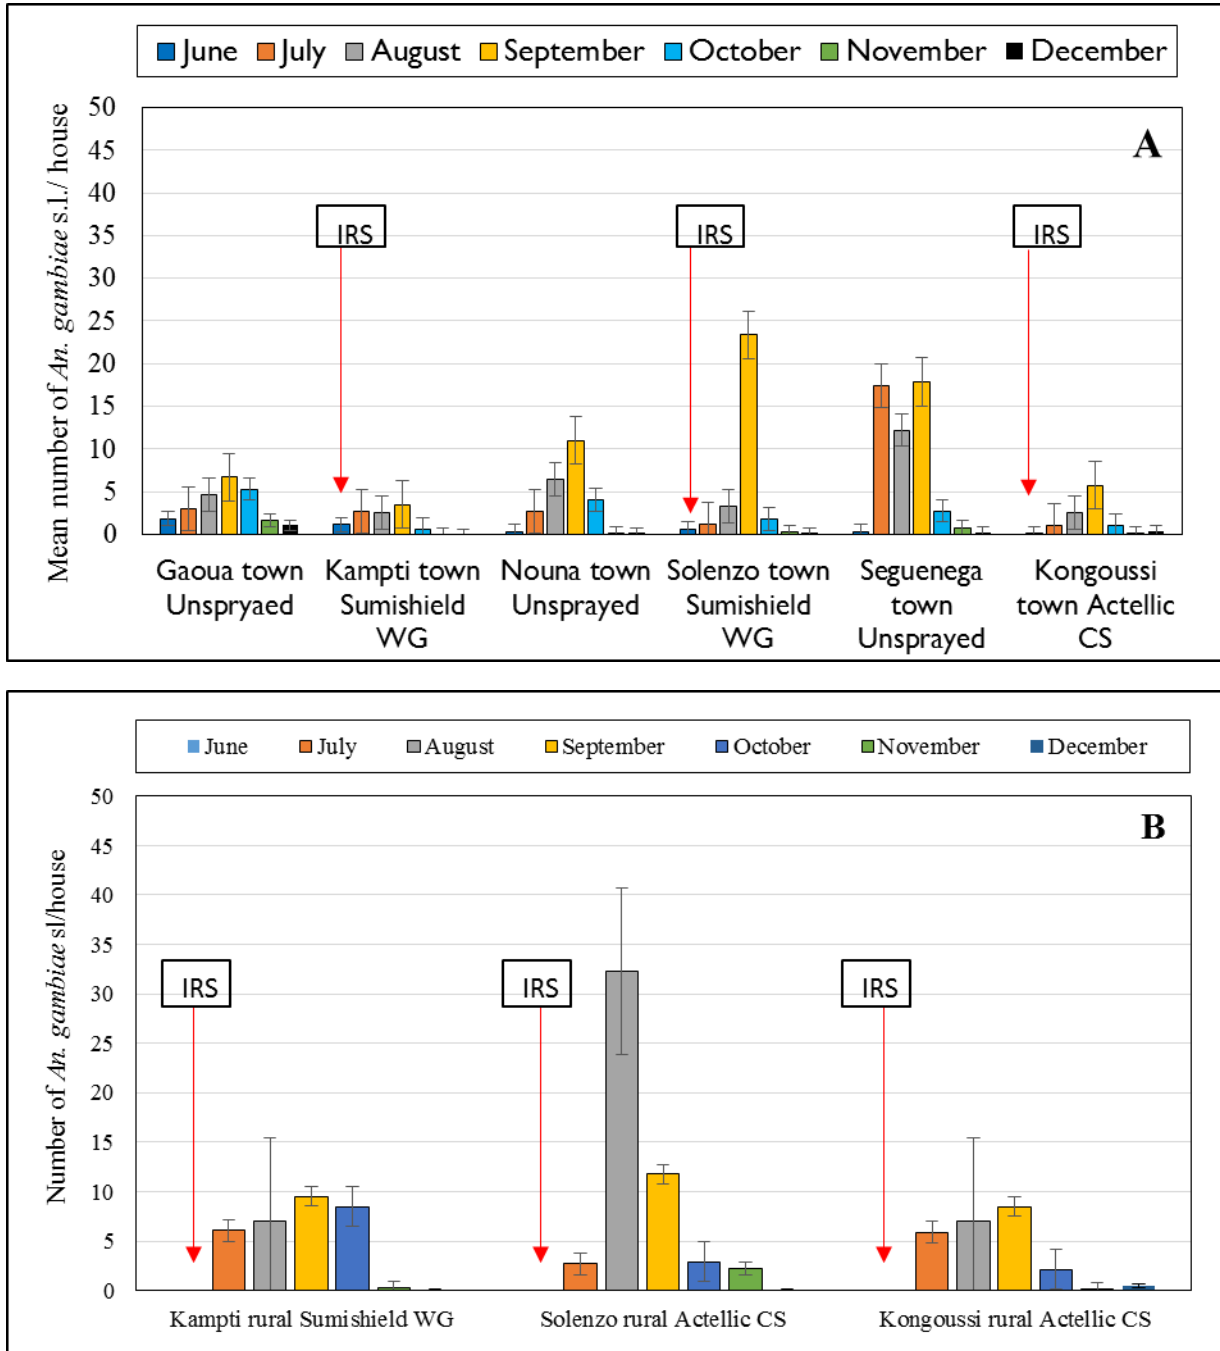 June July August September October November December
A
Mean number of An. gambiae s.l./ house
50
45
40
35
30
25
20
15
10
5
0
IRS
IRS
IRS
Gaoua town
Unspryaed
Kampti town
Sumishield
WG
Nouna town
Unsprayed
Solenzo town
Sumishield
WG
Seguenega
town
Unsprayed
Kongoussi
town Actellic
CS
June July August September October November December
B
Number of An. gambiae sl/house
50
45
40
35
30
25
20
15
10
5
0
IRS
IRS
IRS
Kampti rural Sumishield WG
Solenzo rural Actellic CS
Kongoussi rural Actellic CS